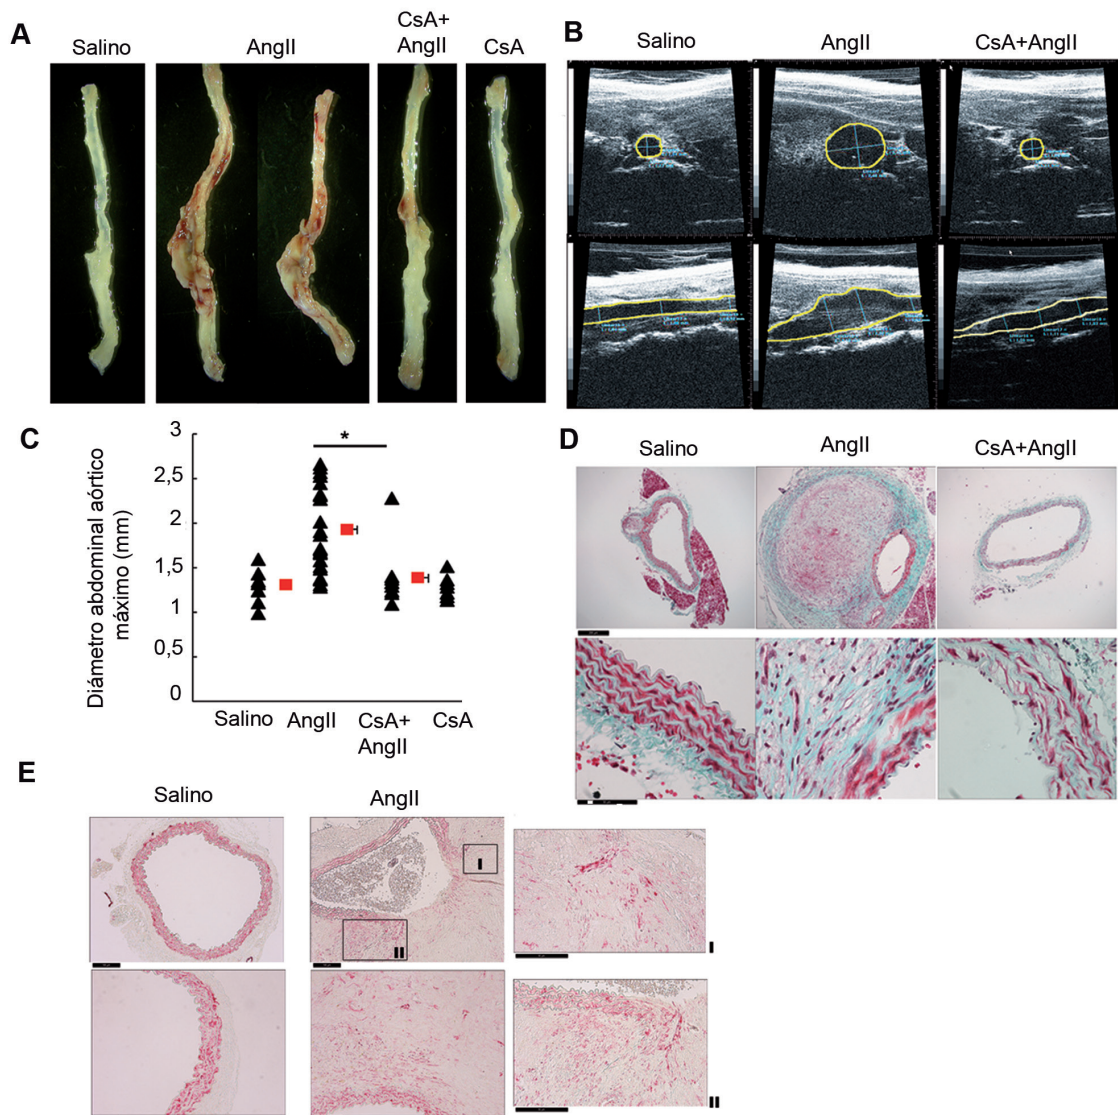 A
Salino
AngII
CsA+
AngII
CsA
B
Salino
AngII
CsA+AngII
C
Diámetro abdominal aórtico
máximo (mm)
3
2,5
2
1,5
1
0,5
0
*
Salino
AngII
CsA+
AngII
CsA
D
Salino
AngII
CsA+AngII
E
Salino
AngII
I
II
I
II